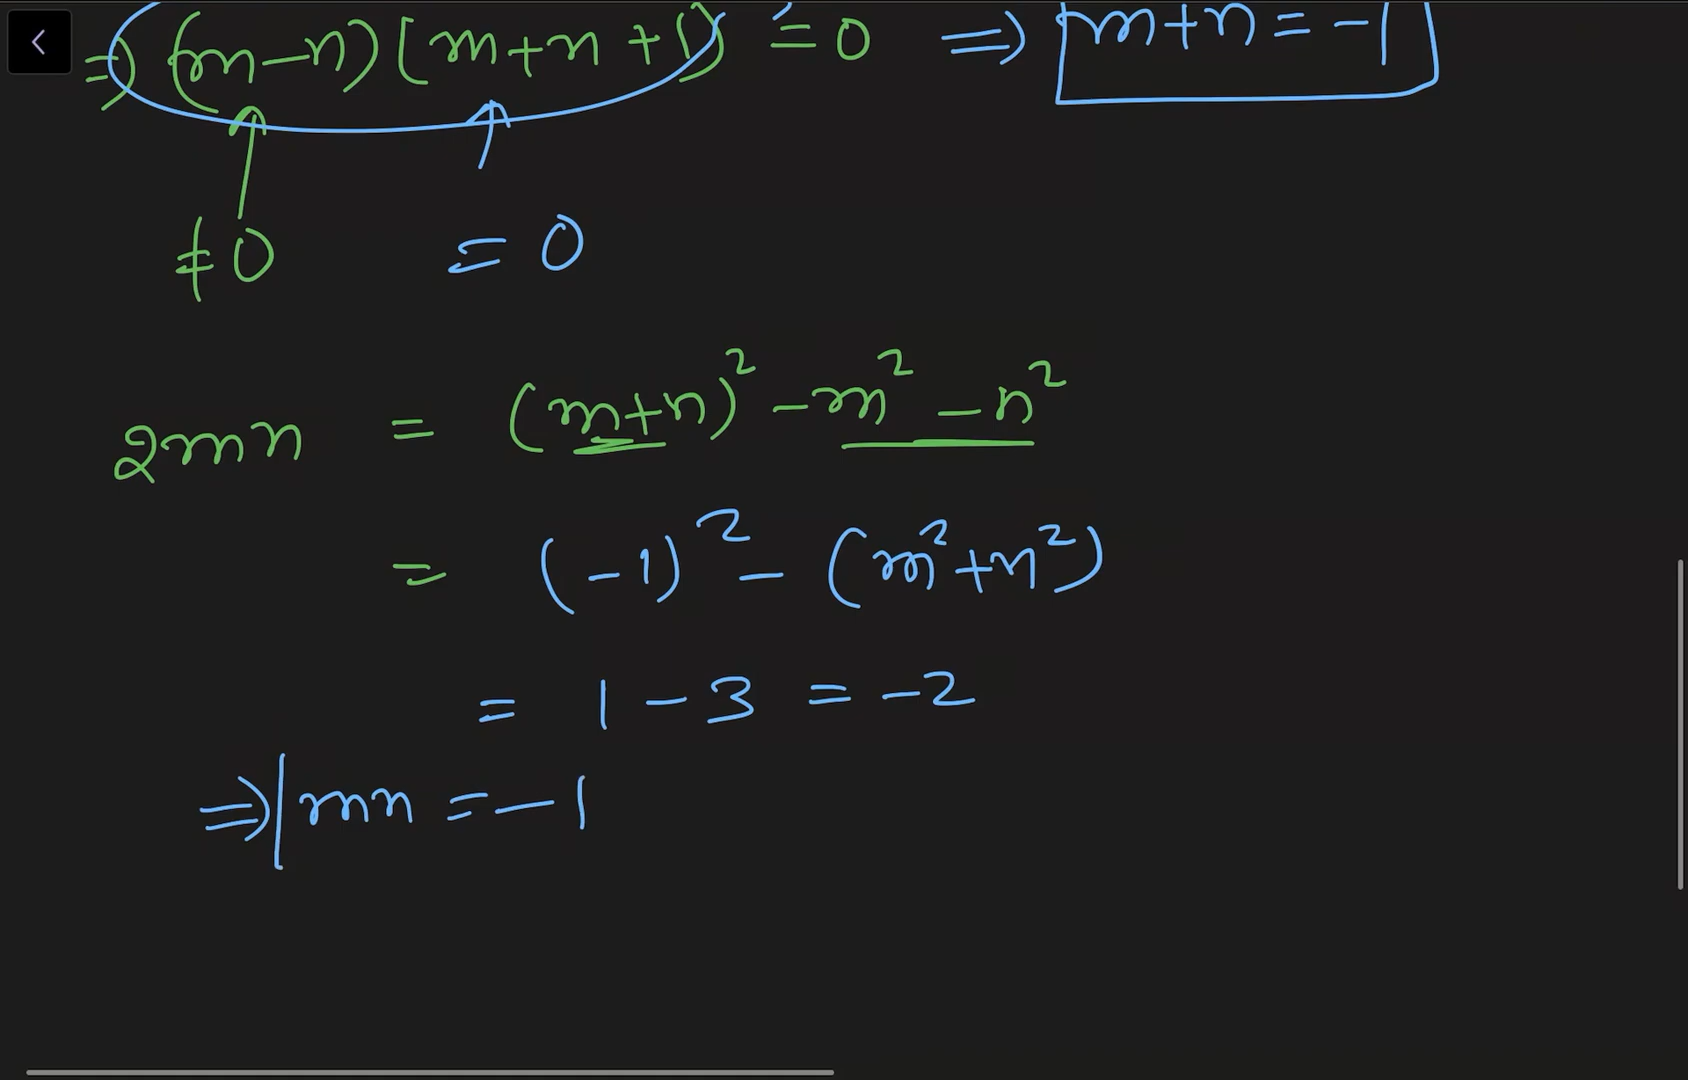 ⇒ (m-n) [m+n+1] = 0 ⇒ m+n = -1
≠ 0 = 0
2mn = (m+n)² - m² - n²
= (-1)² - (m²+n²)
= 1 - 3 = -2
⇒ mn = -1